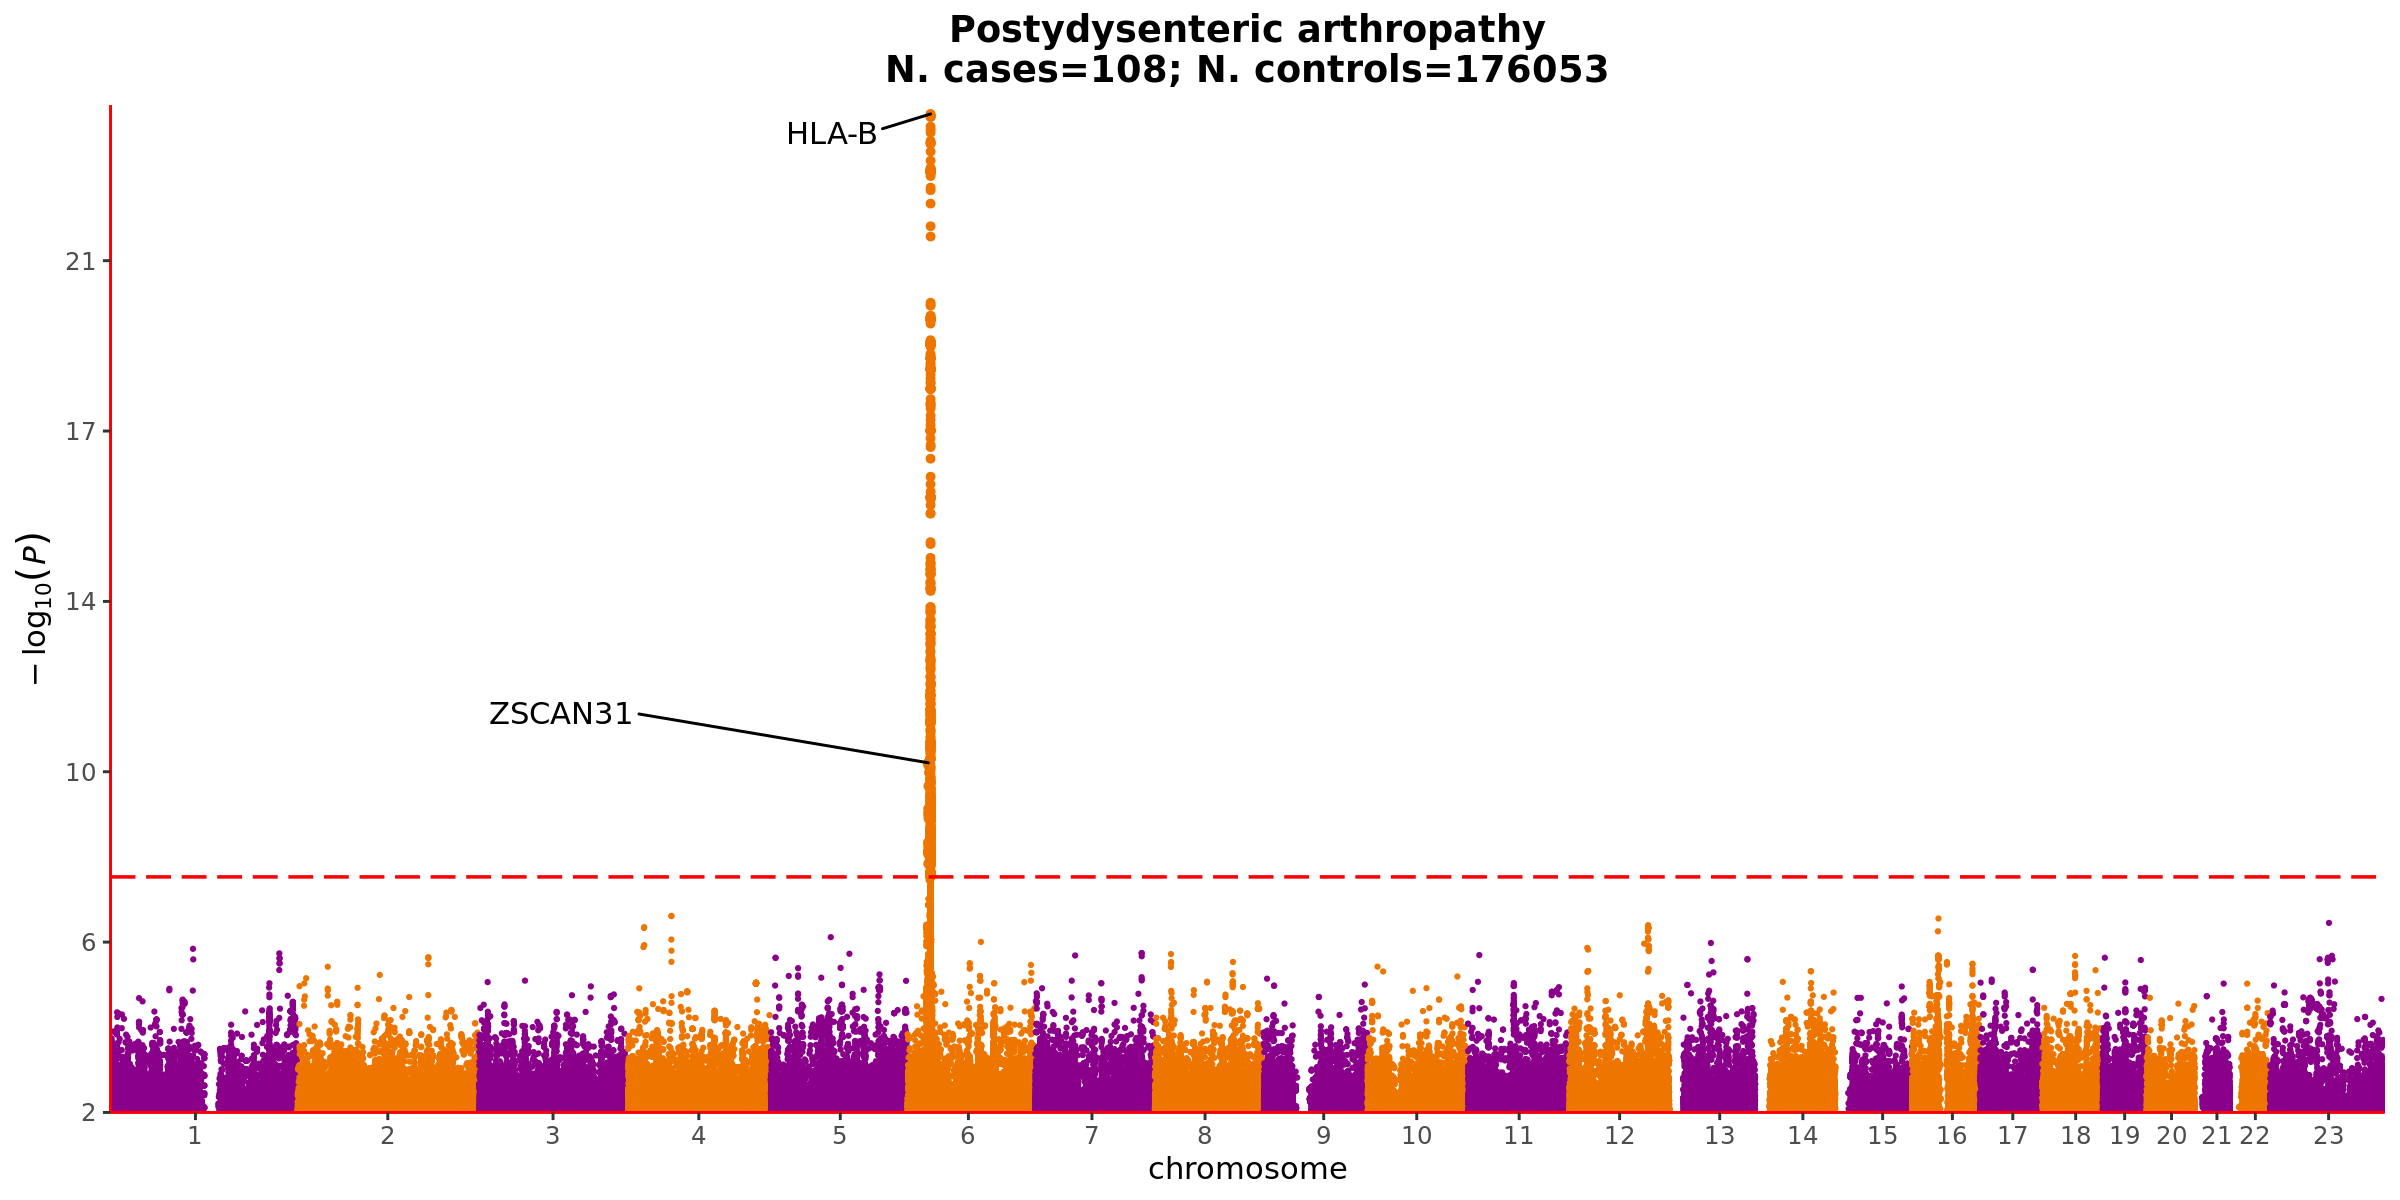 Postydysenteric arthropathy
N. cases=108; N. controls=176053
HLA-B
ZSCAN31
21
17
14
10
6
2
−log10(P)
1 2 3 4 5 6 7 8 9 10 11 12 13 14 15 16 17 18 19 20 21 22 23
chromosome